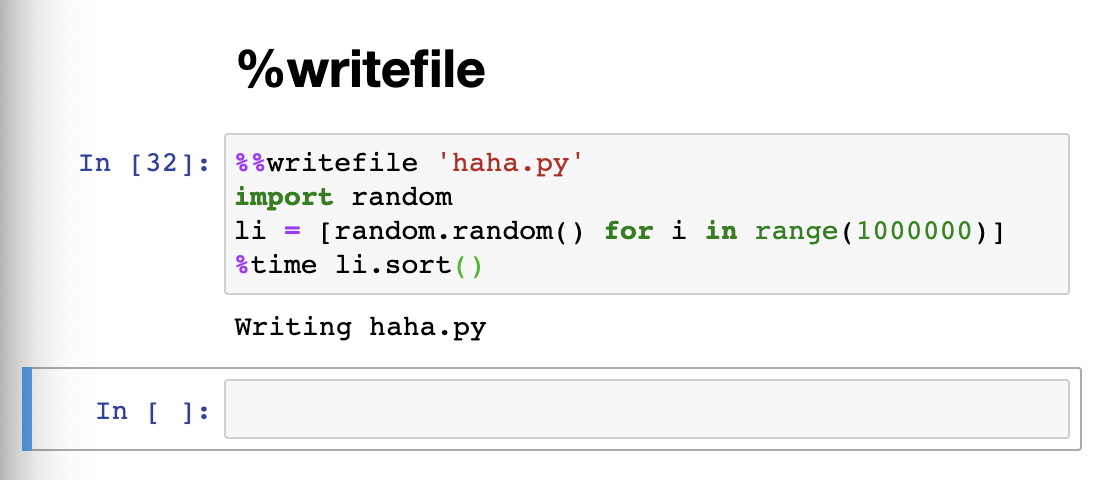 %writefile
In [32]:
%%writefile 'haha.py'
import random
li = [random.random() for i in range(1000000)]
%time li.sort()
Writing haha.py
In [ ]: